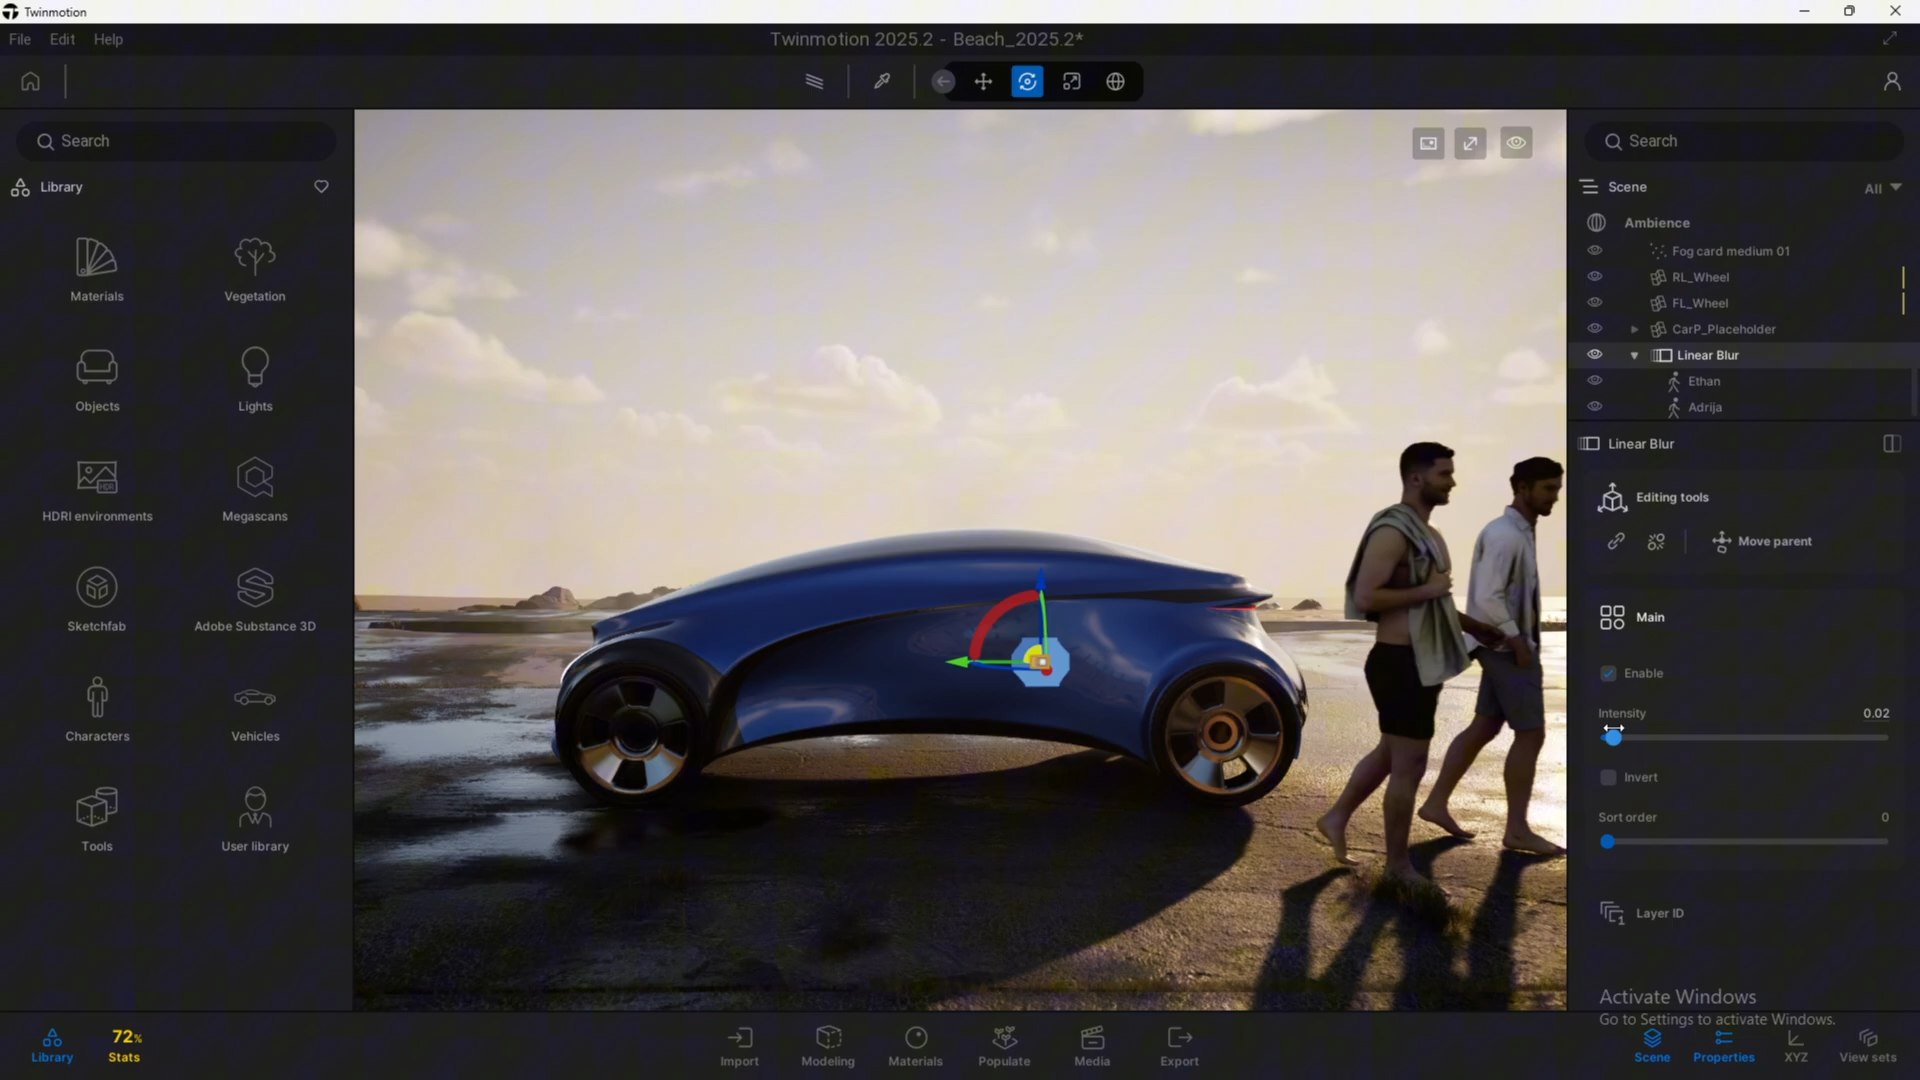 Twinmotion
File Edit Help
Twinmotion 2025.2 - Beach_2025.2*
Search
Library
Materials
Vegetation
Objects
Lights
HDR
HDRI environments
Megascans
Sketchfab
Adobe Substance 3D
Characters
Vehicles
Tools
User library
Search
Scene
All
Ambience
Fog card medium 01
RL_Wheel
FL_Wheel
CarP_Placeholder
Linear Blur
Ethan
Adrija
Linear Blur
Editing tools
Move parent
Main
Enable
Intensity 0.02
Invert
Sort order 0
Layer ID
Activate Windows
Go to Settings to activate Windows.
Library
72%
Stats
Import
Modeling
Materials
Populate
Media
Export
Scene
Properties
XYZ
View sets